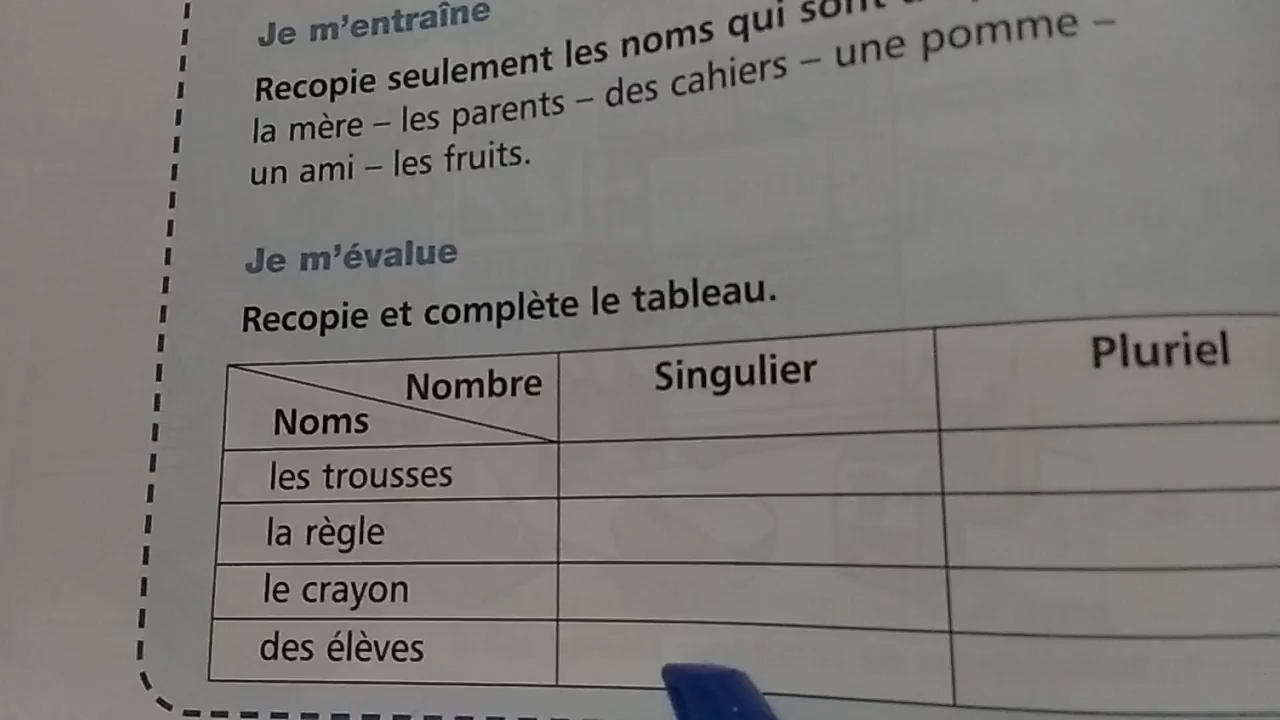 Je m'entraîne
Recopie seulement les noms qui sont
la mère – les parents – des cahiers – une pomme –
un ami – les fruits.
Je m'évalue
Recopie et complète le tableau.
Nombre Singulier Pluriel
Noms
les trousses
la règle
le crayon
des élèves